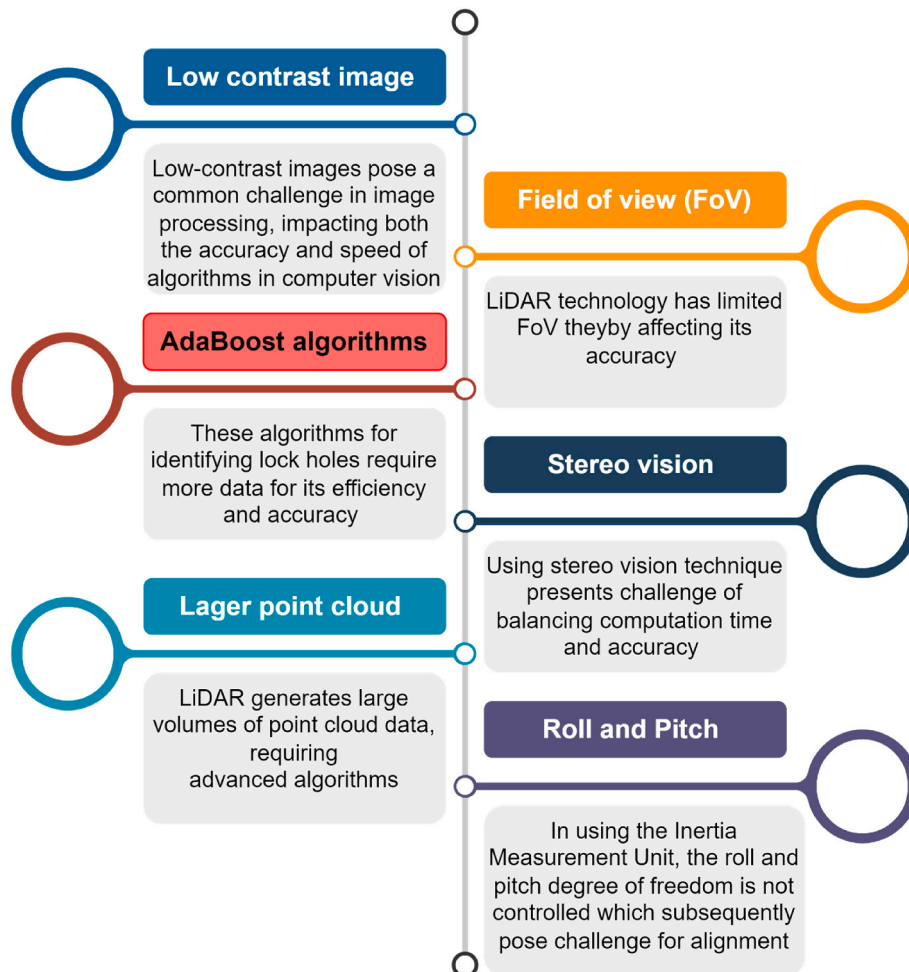 Low contrast image
Low-contrast images pose a
common challenge in image
processing, impacting both
the accuracy and speed of
algorithms in computer vision
Field of view (FoV)
LiDAR technology has limited
FoV theyby affecting its
accuracy
AdaBoost algorithms
These algorithms for
identifying lock holes require
more data for its efficiency
and accuracy
Stereo vision
Using stereo vision technique
presents challenge of
balancing computation time
and accuracy
Lager point cloud
LiDAR generates large
volumes of point cloud data,
requiring
advanced algorithms
Roll and Pitch
In using the Inertia
Measurement Unit, the roll and
pitch degree of freedom is not
controlled which subsequently
pose challenge for alignment